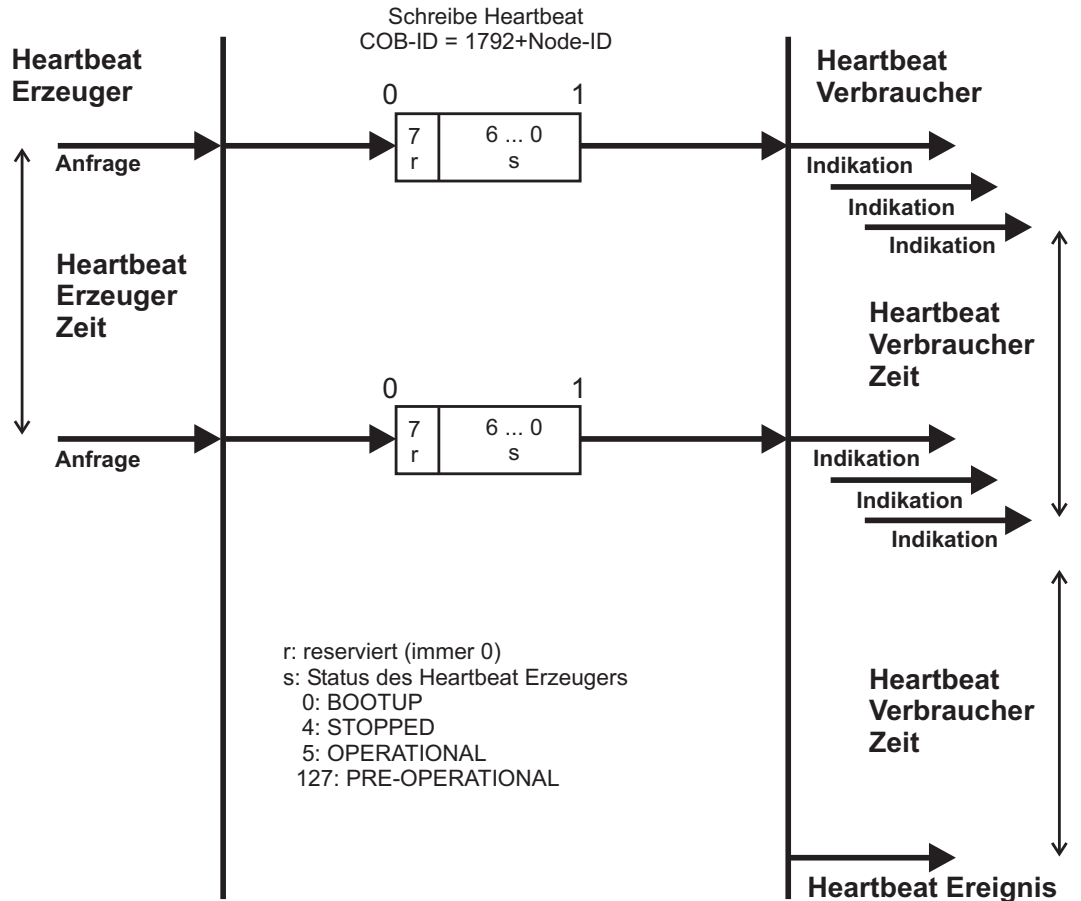 Schreibe Heartbeat
COB-ID = 1792+Node-ID
Heartbeat
Erzeuger
Heartbeat
Verbraucher
0 1
7 6 ... 0
r s
Anfrage
Indikation
Indikation
Indikation
Heartbeat
Erzeuger
Zeit
Heartbeat
Verbraucher
Zeit
0 1
7 6 ... 0
r s
Anfrage
Indikation
Indikation
Indikation
r: reserviert (immer 0)
s: Status des Heartbeat Erzeugers
0: BOOTUP
4: STOPPED
5: OPERATIONAL
127: PRE-OPERATIONAL
Heartbeat
Verbraucher
Zeit
Heartbeat Ereignis